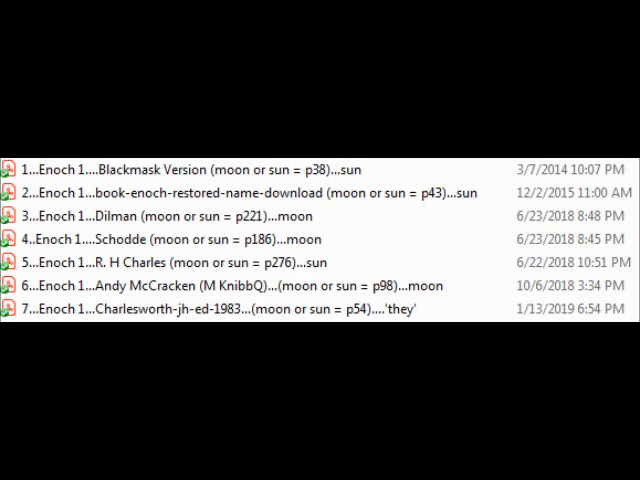 1...Enoch 1....Blackmask Version (moon or sun = p38)...sun 3/7/2014 10:07 PM
2...Enoch 1...book-enoch-restored-name-download (moon or sun = p43)...sun 12/2/2015 11:00 AM
3...Enoch 1...Dilman (moon or sun = p221)...moon 6/23/2018 8:48 PM
4..Enoch 1....Schodde (moon or sun = p186)...moon 6/23/2018 8:45 PM
5...Enoch 1...R. H Charles (moon or sun = p276)...sun 6/22/2018 10:51 PM
6...Enoch 1...Andy McCracken (M KnibbQ)...(moon or sun = p98)...moon 10/6/2018 3:34 PM
7...Enoch 1...Charlesworth-jh-ed-1983...(moon or sun = p54)....'they' 1/13/2019 6:54 PM